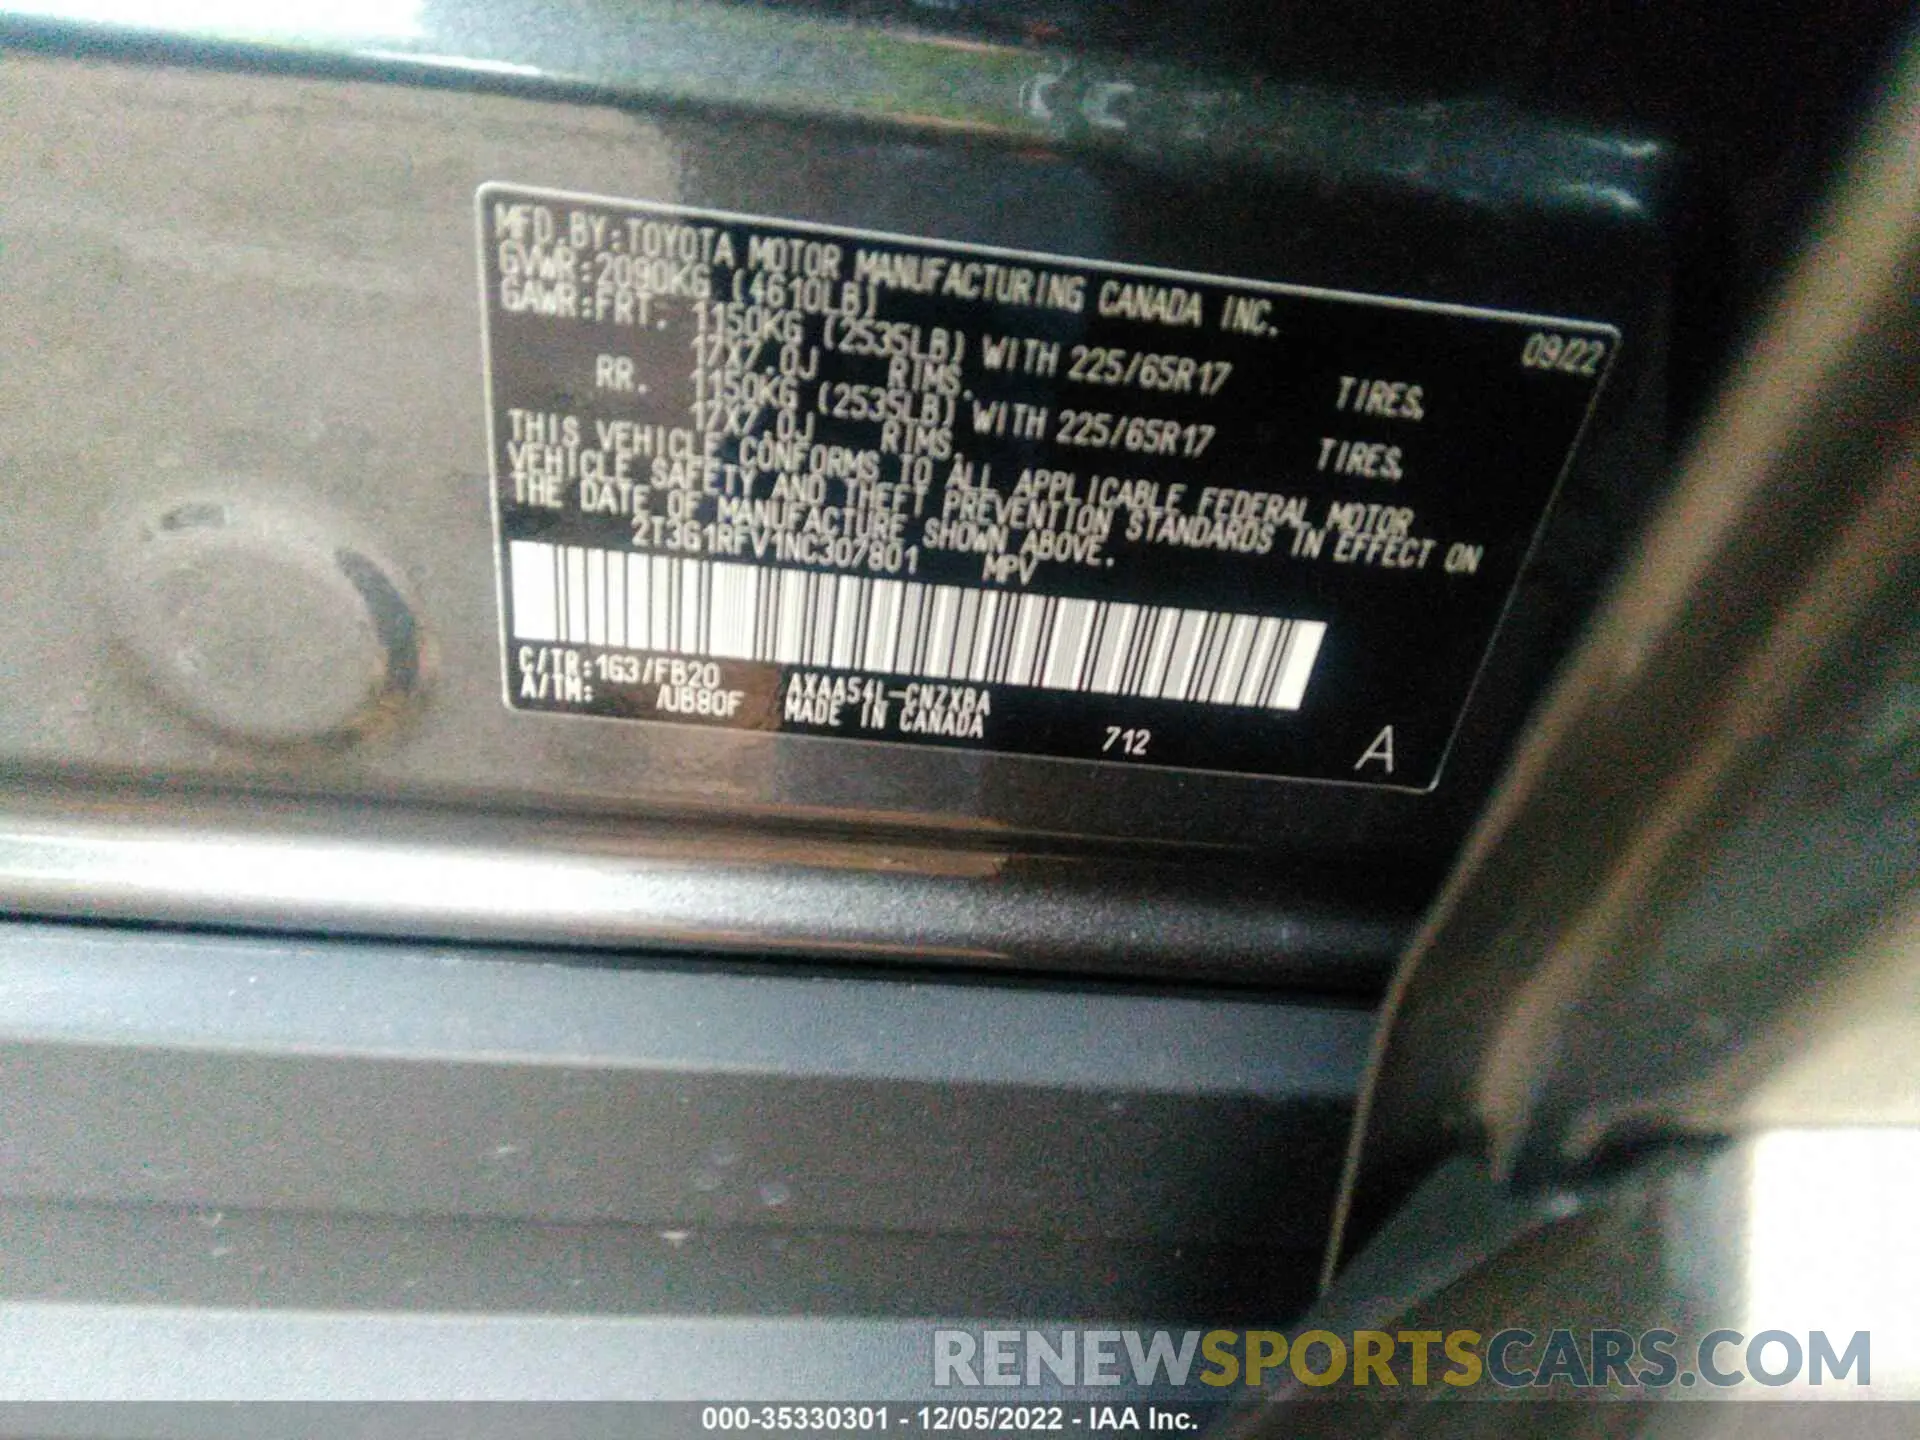 MFD.BY:TOYOTA MOTOR MANUFACTURING CANADA INC.
09/22
GVWR:2090KG (4610LB)
GAWR:FRT. 1150KG (2535LB) WITH 225/65R17 TIRES,
17X7.0J RIMS.
RR. 1150KG (2535LB) WITH 225/65R17 TIRES,
17X7.0J RIMS.
THIS VEHICLE CONFORMS TO ALL APPLICABLE FEDERAL MOTOR
VEHICLE SAFETY AND THEFT PREVENTION STANDARDS IN EFFECT ON
THE DATE OF MANUFACTURE SHOWN ABOVE.
2T3G1RFV1NC307801 MPV
C/TR:1G3/FB20 AXAA54L-CNZXBA
A/TM: /UB80F MADE IN CANADA
712
A
RENEWSPORTSCARS.COM
000-35330301 - 12/05/2022 - IAA Inc.